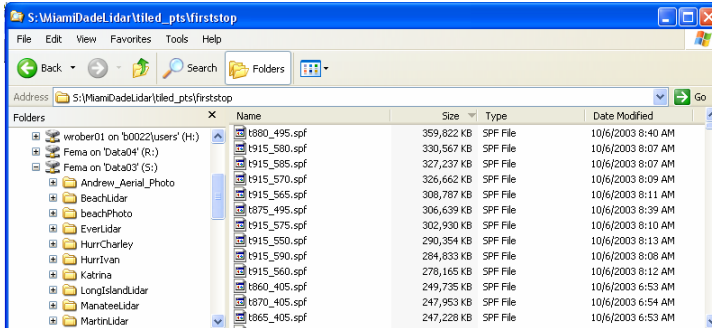 S:\MiamiDadeLidar\tiled_pts\firststop
File Edit View Favorites Tools Help
Back Search Folders
Address S:\MiamiDadeLidar\tiled_pts\firststop Go
Folders x Name Size Type Date Modified
wrober01 on 'b0022\users' (H:)
Fema on 'Data04' (R:)
Fema on 'Data03' (S:)
Andrew_Aerial_Photo
BeachLidar
beachPhoto
EverLidar
HurrCharley
HurrIvan
Katrina
LongIslandLidar
ManateeLidar
MartinLidar
t880_495.spf 359,822 KB SPF File 10/6/2003 8:40 AM
t915_580.spf 330,567 KB SPF File 10/6/2003 8:07 AM
t915_585.spf 327,237 KB SPF File 10/6/2003 8:07 AM
t915_570.spf 326,662 KB SPF File 10/6/2003 8:09 AM
t915_565.spf 308,787 KB SPF File 10/6/2003 8:11 AM
t875_495.spf 306,639 KB SPF File 10/6/2003 8:39 AM
t915_575.spf 302,930 KB SPF File 10/6/2003 8:10 AM
t915_550.spf 290,354 KB SPF File 10/6/2003 8:13 AM
t915_590.spf 284,833 KB SPF File 10/6/2003 8:08 AM
t915_560.spf 278,165 KB SPF File 10/6/2003 8:12 AM
t860_405.spf 249,735 KB SPF File 10/6/2003 6:53 AM
t870_405.spf 247,953 KB SPF File 10/6/2003 6:54 AM
t865_405.spf 247,228 KB SPF File 10/6/2003 6:53 AM